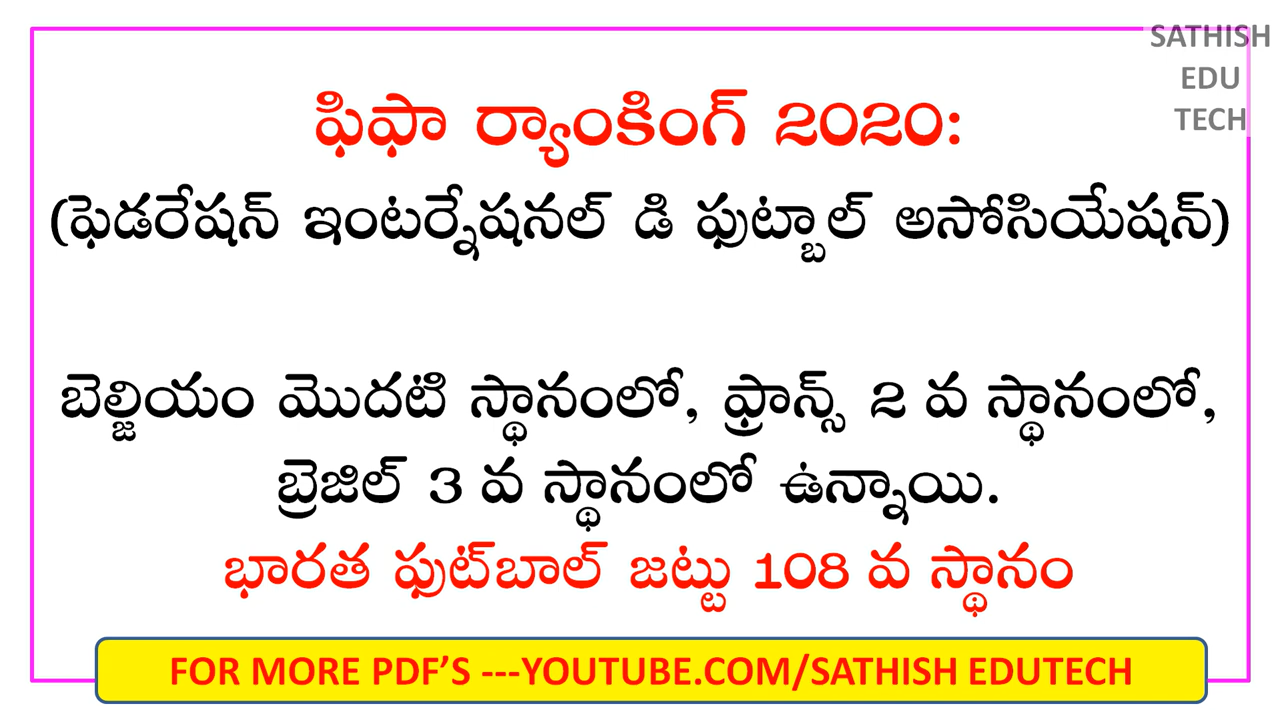 SATHISH
EDU
TECH
ఫిఫా ర్యాంకింగ్ 2020:
(ఫెడరేషన్ ఇంటర్నేషనల్ డి ఫుట్బాల్ అసోసియేషన్)
బెల్జియం మొదటి స్థానంలో, ఫ్రాన్స్ 2 వ స్థానంలో,
బ్రెజిల్ 3 వ స్థానంలో ఉన్నాయి.
భారత ఫుట్‌బాల్ జట్టు 108 వ స్థానం
FOR MORE PDF’S ---YOUTUBE.COM/SATHISH EDUTECH